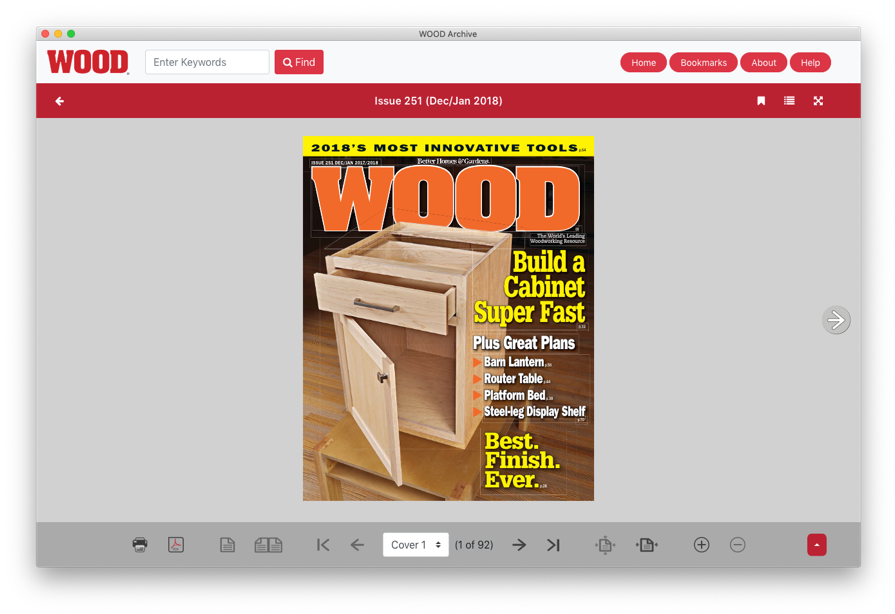 WOOD Archive
WOOD
Enter Keywords
Find
Home
Bookmarks
About
Help
Issue 251 (Dec/Jan 2018)
2018'S MOST INNOVATIVE TOOLS
ISSUE 251 DEC/JAN 2017/2018
Better Homes & Gardens
WOOD
The World's Leading
Woodworking Resource
Build a
Cabinet
Super Fast
Plus Great Plans
Barn Lantern
Router Table
Platform Bed
Steel-leg Display Shelf
Best.
Finish.
Ever.
Cover 1
(1 of 92)